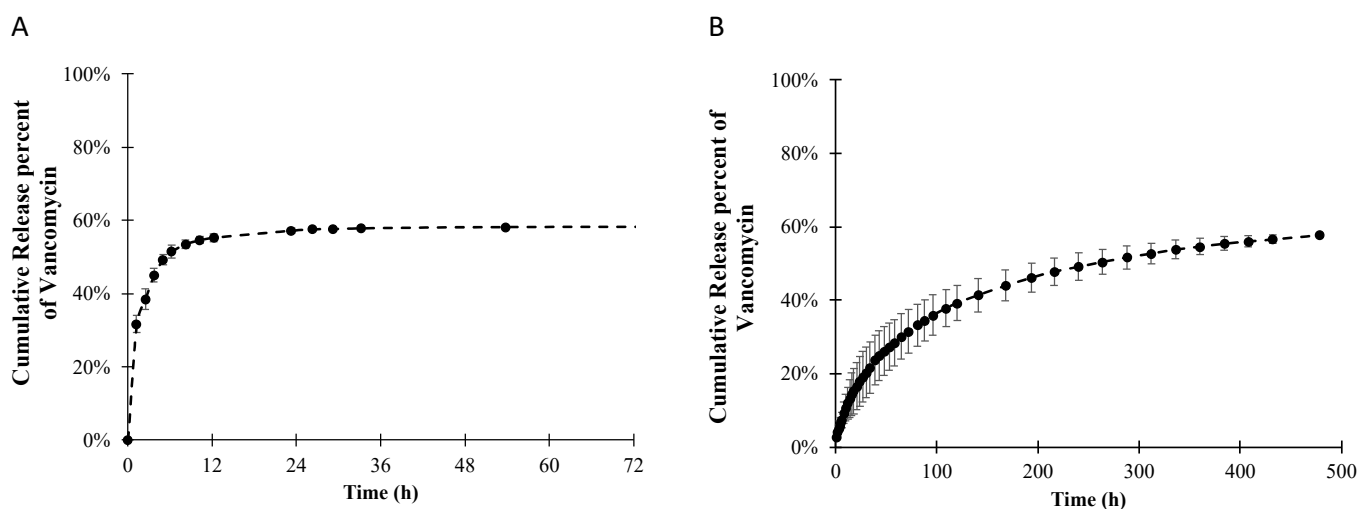 A
Cumulative Release percent
of Vancomycin
100%
80%
60%
40%
20%
0%
0 12 24 36 48 60 72
Time (h)
B
Cumulative Release percent of
Vancomycin
100%
80%
60%
40%
20%
0%
0 100 200 300 400 500
Time (h)